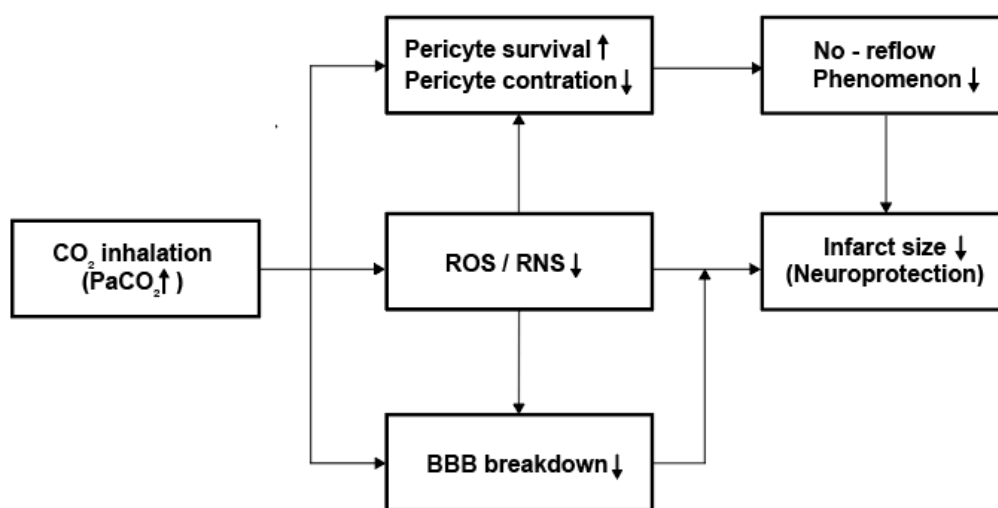 Pericyte survival ↑
Pericyte contration ↓
No - reflow
Phenomenon ↓
CO₂ inhalation
(PaCO₂↑ )
ROS / RNS ↓
Infarct size ↓
(Neuroprotection)
BBB breakdown ↓